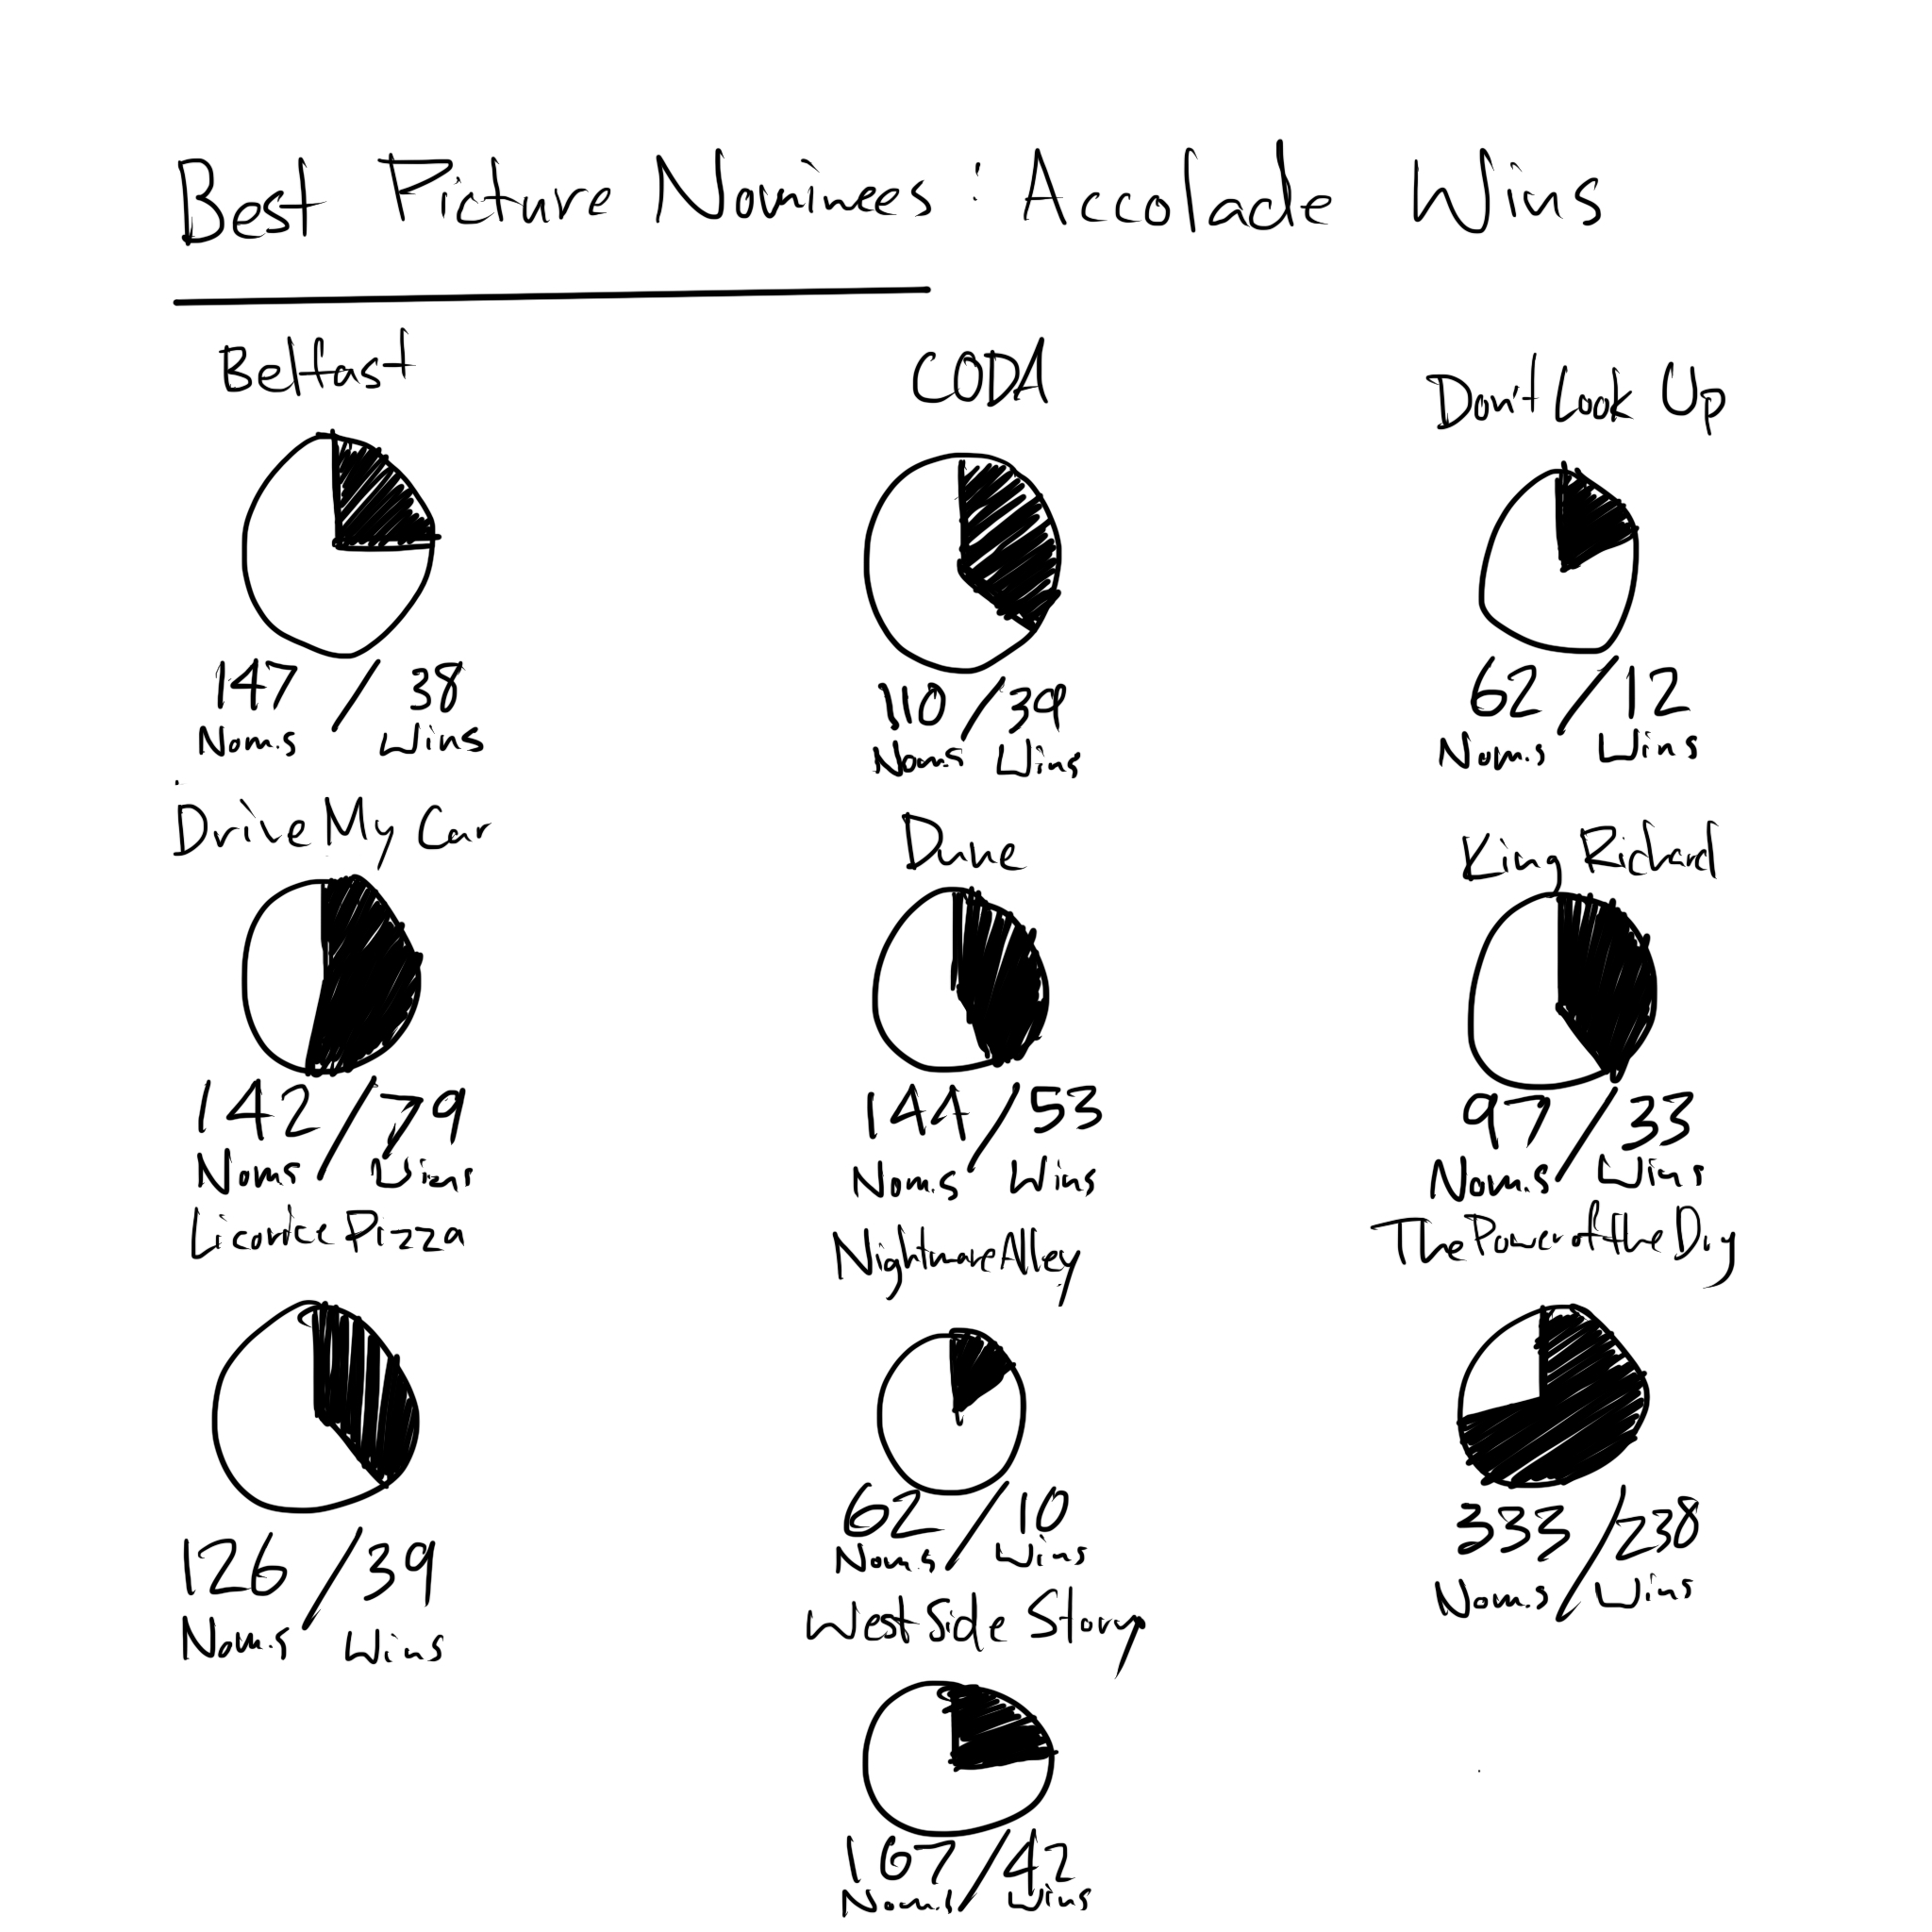 Best Picture Nominees : Accolade Wins
Belfast
CODA
Don't Look Up
147 / 38
Noms Wins
110 / 39
Noms Wins
62 / 12
Noms Wins
Drive My Car
Dune
King Richard
142 / 79
Noms Wins
144 / 53
Noms Wins
97 / 33
Noms Wins
Licorice Pizza
Nightmare Alley
The Power of the Dog
126 / 39
Noms Wins
62 / 10
Noms Wins
333 / 238
Noms Wins
West Side Story
167 / 42
Noms Wins